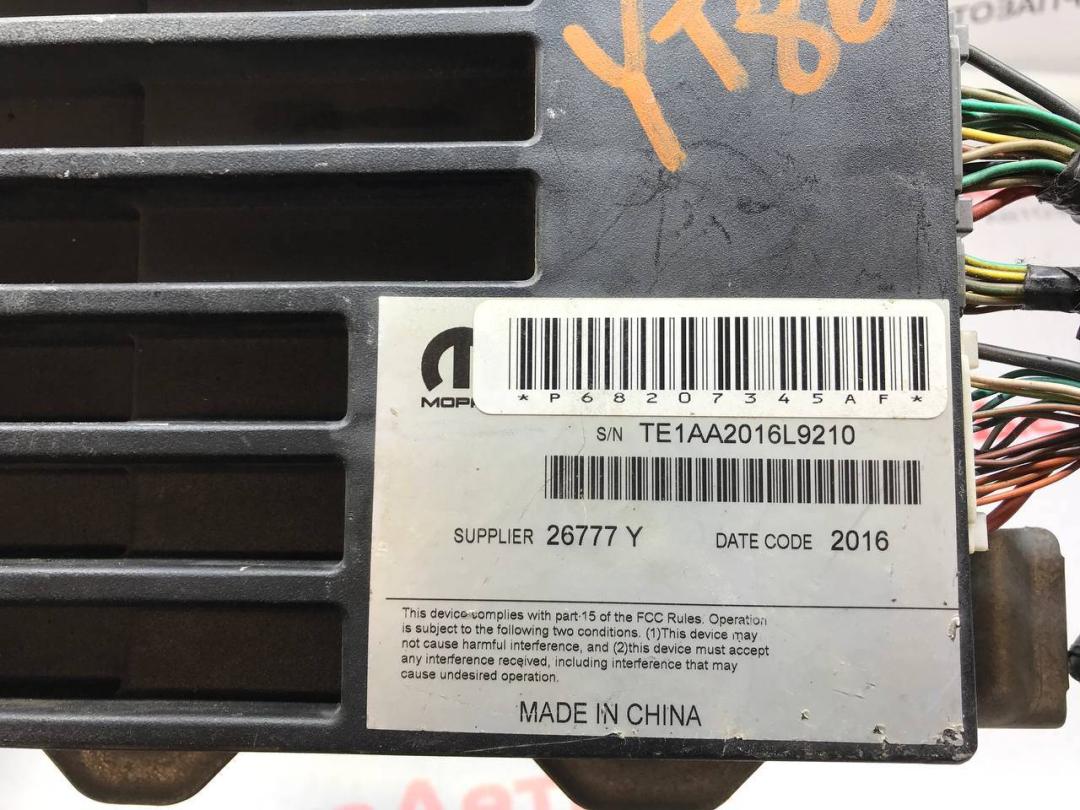 YT80
MOP
*P68207345AF*
S/N TE1AA2016L9210
SUPPLIER 26777 Y DATE CODE 2016
This device complies with part 15 of the FCC Rules. Operation
is subject to the following two conditions. (1)This device may
not cause harmful interference, and (2)this device must accept
any interference received, including interference that may
cause undesired operation.
MADE IN CHINA